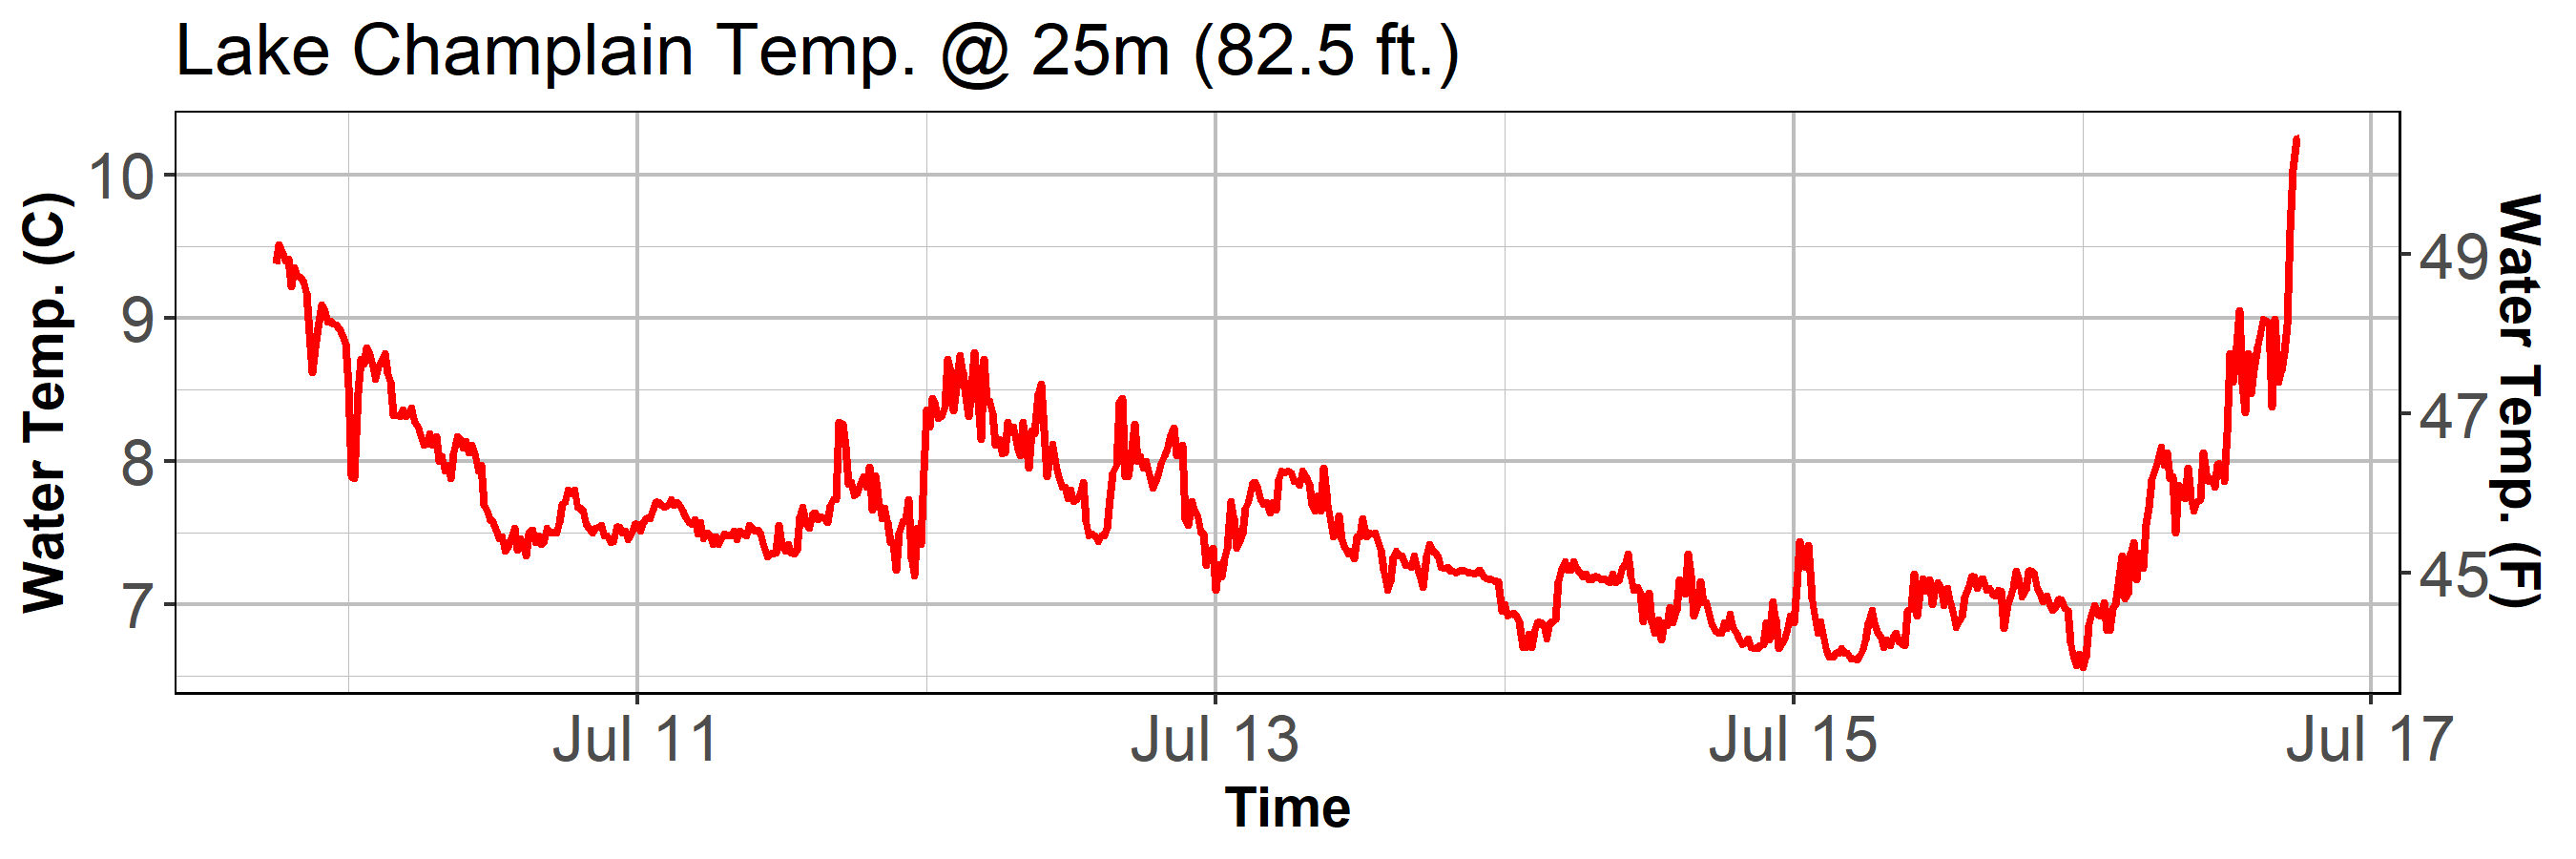 Lake Champlain Temp. @ 25m (82.5 ft.)
Water Temp. (C)
10
9
8
7
49
47
45
Water Temp. (F)
Jul 11
Jul 13
Jul 15
Jul 17
Time